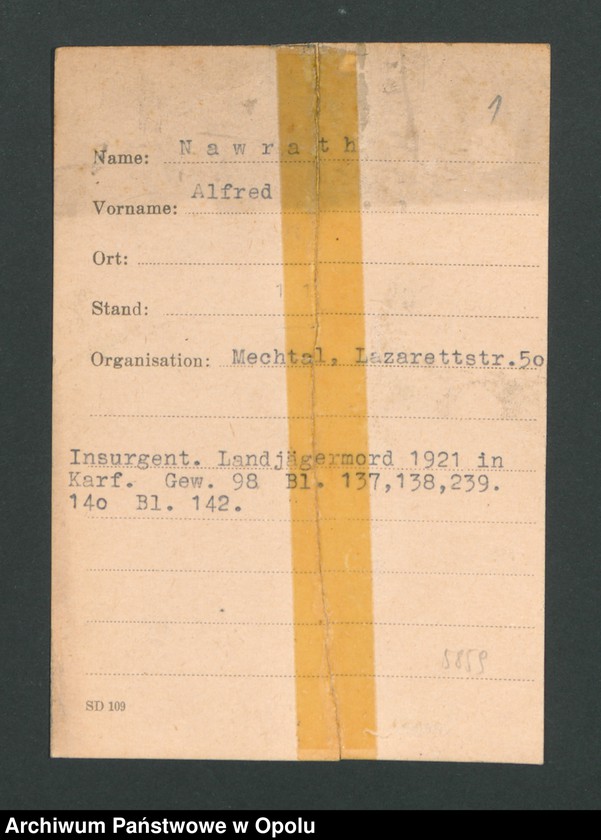 1
Name: Nawrath
Vorname: Alfred
Ort:
Stand:
Organisation: Mechtal, Lazarettstr.5o
Insurgent. Landjägermord 1921 in
Karf. Gew. 98 Bl. 137,138,239.
14o Bl. 142.
5859
SD 109
Archiwum Państwowe w Opolu